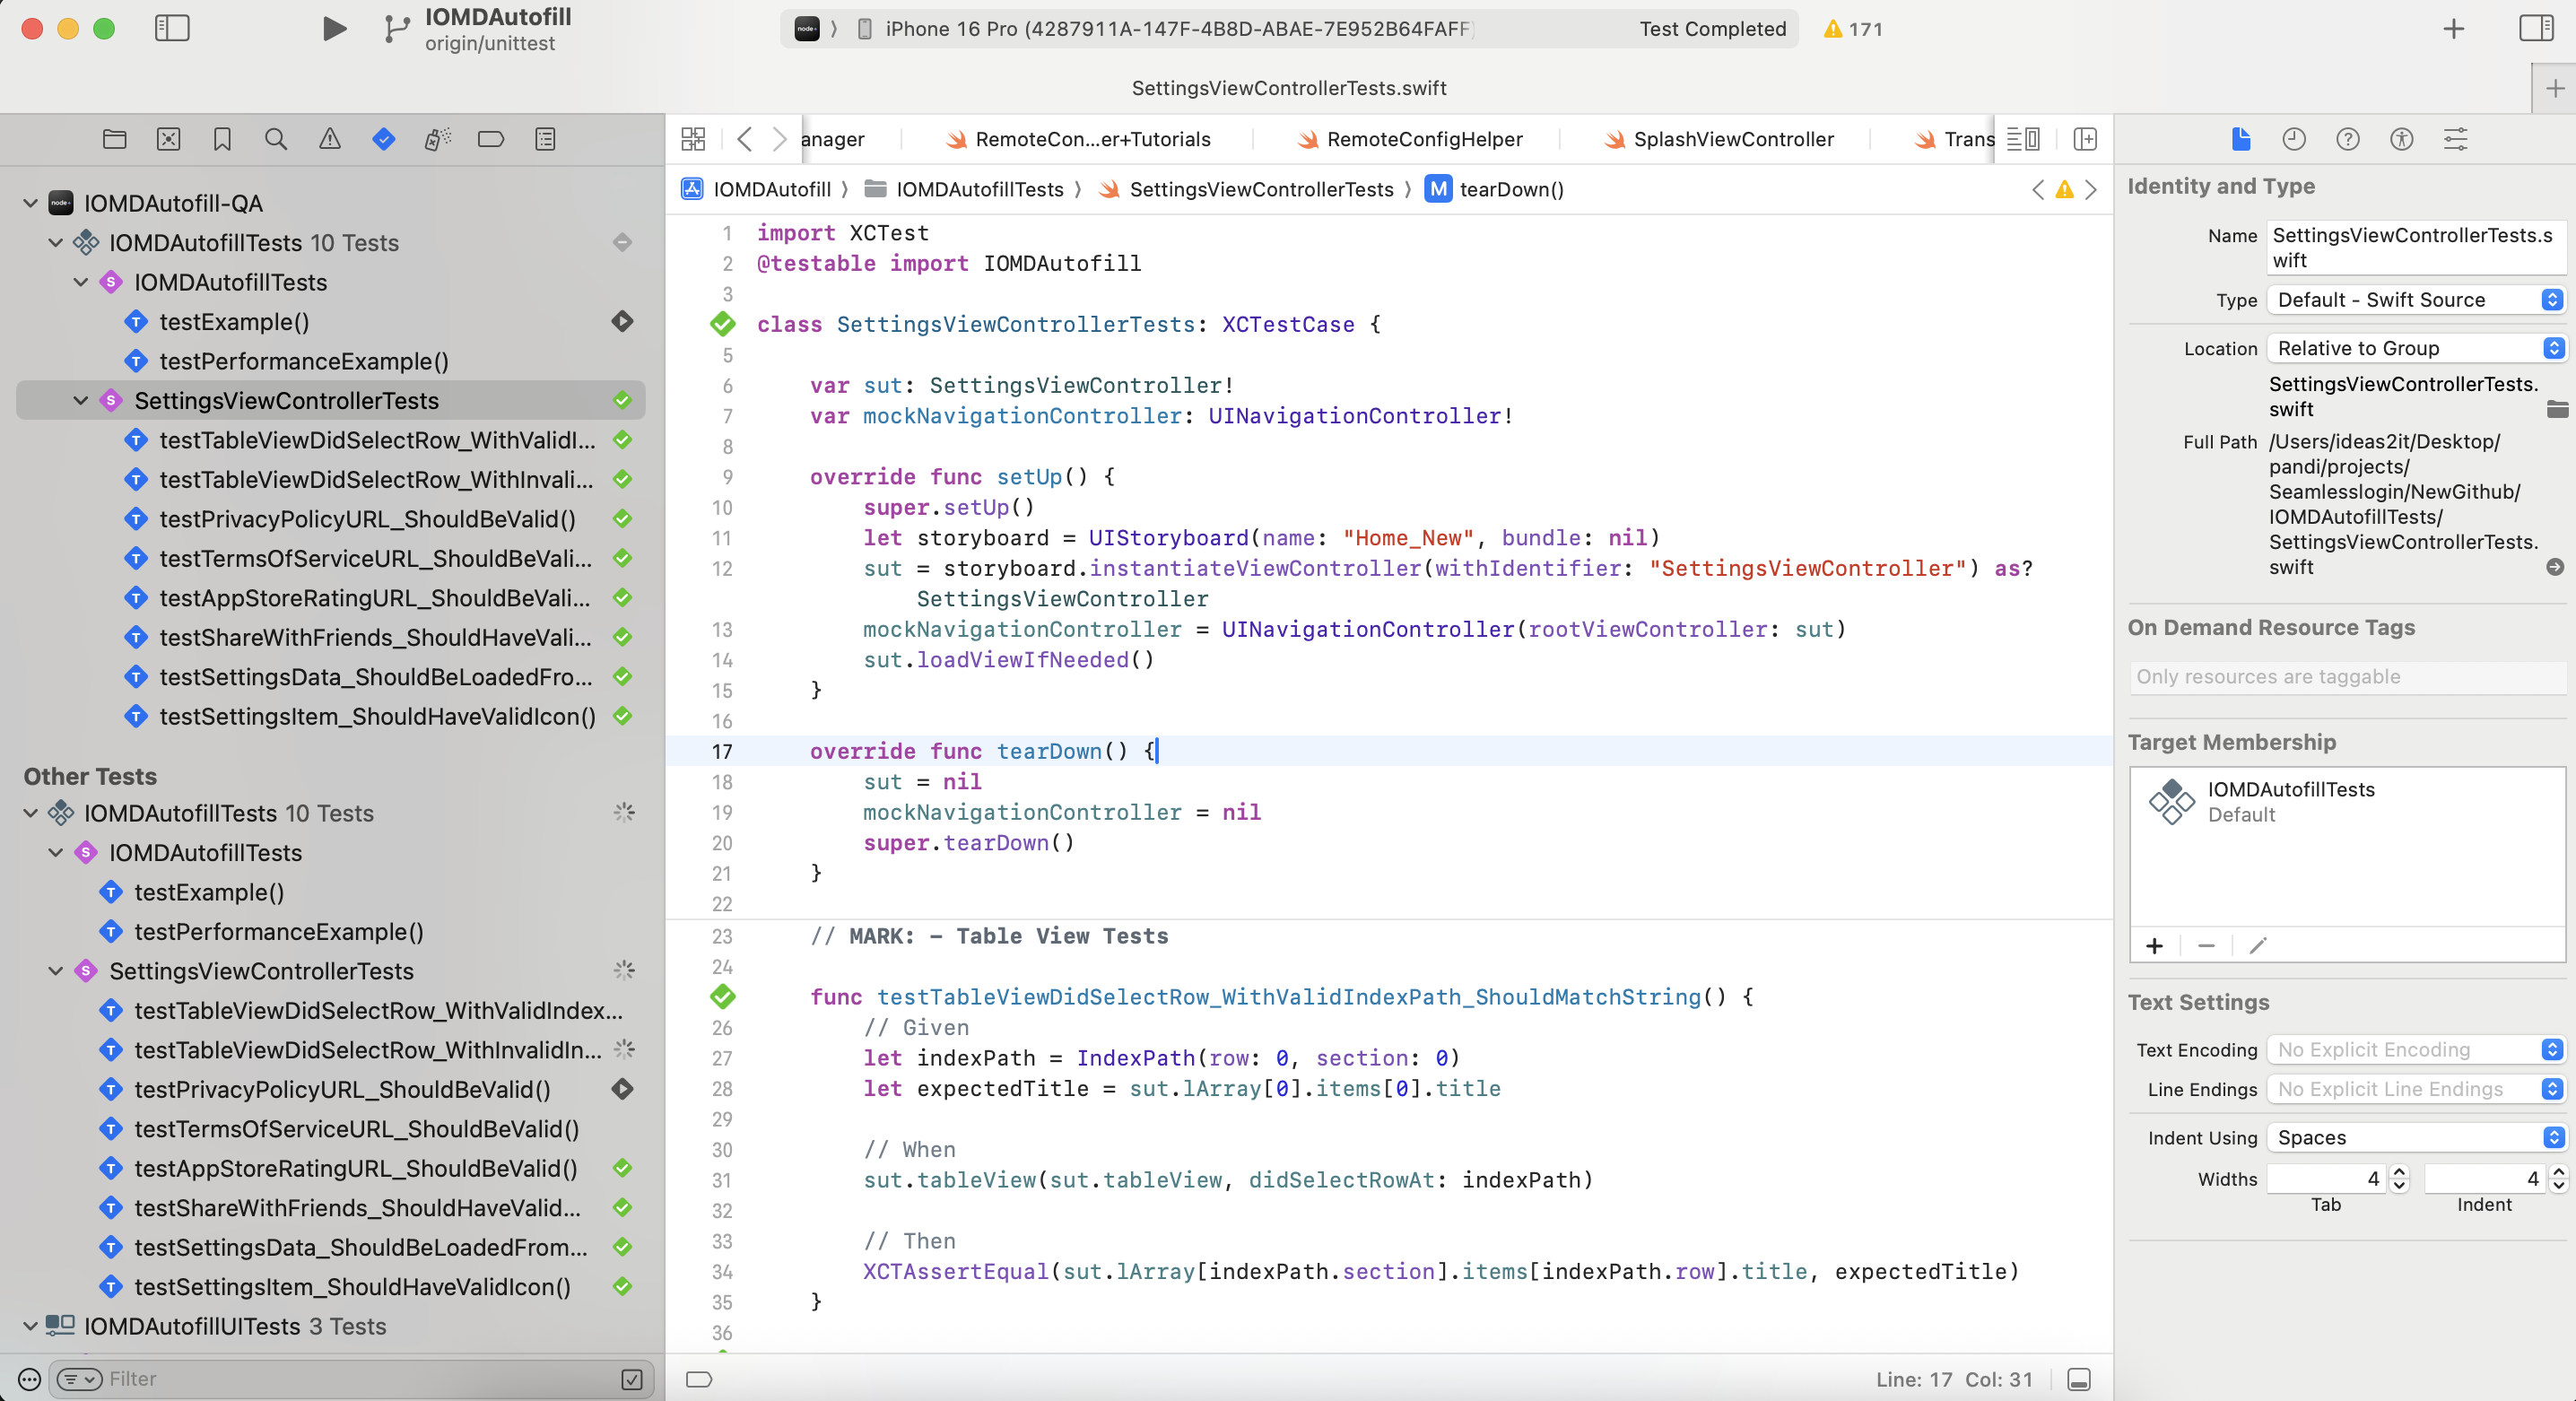 IOMDAutofill
origin/unittest
iPhone 16 Pro (4287911A-147F-4B8D-ABAE-7E952B64FAFF)
Test Completed
171
SettingsViewControllerTests.swift
anager
RemoteCon...er+Tutorials
RemoteConfigHelper
SplashViewController
Trans
IOMDAutofill
IOMDAutofillTests
SettingsViewControllerTests
M tearDown()
IOMDAutofill-QA
IOMDAutofillTests 10 Tests
S IOMDAutofillTests
T testExample()
T testPerformanceExample()
S SettingsViewControllerTests
T testTableViewDidSelectRow_WithValidI...
T testTableViewDidSelectRow_WithInvali...
T testPrivacyPolicyURL_ShouldBeValid()
T testTermsOfServiceURL_ShouldBeVali...
T testAppStoreRatingURL_ShouldBeVali...
T testShareWithFriends_ShouldHaveVali...
T testSettingsData_ShouldBeLoadedFro...
T testSettingsItem_ShouldHaveValidIcon()
Other Tests
IOMDAutofillTests 10 Tests
S IOMDAutofillTests
T testExample()
T testPerformanceExample()
S SettingsViewControllerTests
T testTableViewDidSelectRow_WithValidIndex...
T testTableViewDidSelectRow_WithInvalidIn...
T testPrivacyPolicyURL_ShouldBeValid()
T testTermsOfServiceURL_ShouldBeValid()
T testAppStoreRatingURL_ShouldBeValid()
T testShareWithFriends_ShouldHaveValid...
T testSettingsData_ShouldBeLoadedFrom...
T testSettingsItem_ShouldHaveValidIcon()
IOMDAutofillUITests 3 Tests
Filter
1 import XCTest
2 @testable import IOMDAutofill
3
class SettingsViewControllerTests: XCTestCase {
5
6 var sut: SettingsViewController!
7 var mockNavigationController: UINavigationController!
8
9 override func setUp() {
10 super.setUp()
11 let storyboard = UIStoryboard(name: "Home_New", bundle: nil)
12 sut = storyboard.instantiateViewController(withIdentifier: "SettingsViewController") as?
SettingsViewController
13 mockNavigationController = UINavigationController(rootViewController: sut)
14 sut.loadViewIfNeeded()
15 }
16
17 override func tearDown() {
18 sut = nil
19 mockNavigationController = nil
20 super.tearDown()
21 }
22
23 // MARK: - Table View Tests
24
func testTableViewDidSelectRow_WithValidIndexPath_ShouldMatchString() {
26 // Given
27 let indexPath = IndexPath(row: 0, section: 0)
28 let expectedTitle = sut.lArray[0].items[0].title
29
30 // When
31 sut.tableView(sut.tableView, didSelectRowAt: indexPath)
32
33 // Then
34 XCTAssertEqual(sut.lArray[indexPath.section].items[indexPath.row].title, expectedTitle)
35 }
36
Line: 17 Col: 31
Identity and Type
Name SettingsViewControllerTests.s
wift
Type Default - Swift Source
Location Relative to Group
SettingsViewControllerTests.
swift
Full Path /Users/ideas2it/Desktop/
pandi/projects/
Seamlesslogin/NewGithub/
IOMDAutofillTests/
SettingsViewControllerTests.
swift
On Demand Resource Tags
Only resources are taggable
Target Membership
IOMDAutofillTests
Default
Text Settings
Text Encoding No Explicit Encoding
Line Endings No Explicit Line Endings
Indent Using Spaces
Widths 4 4
Tab Indent